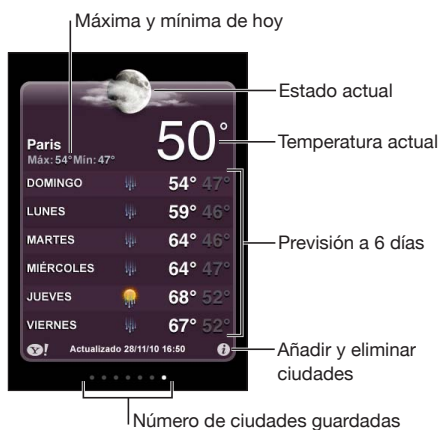 Máxima y mínima de hoy
Estado actual
50°
Temperatura actual
Paris
Máx: 54° Mín: 47°
DOMINGO 54° 47°
LUNES 59° 46°
MARTES 64° 46°
Previsión a 6 días
MIÉRCOLES 64° 47°
JUEVES 68° 52°
VIERNES 67° 52°
Y! Actualizado 28/11/10 16:50 i
Añadir y eliminar
ciudades
Número de ciudades guardadas